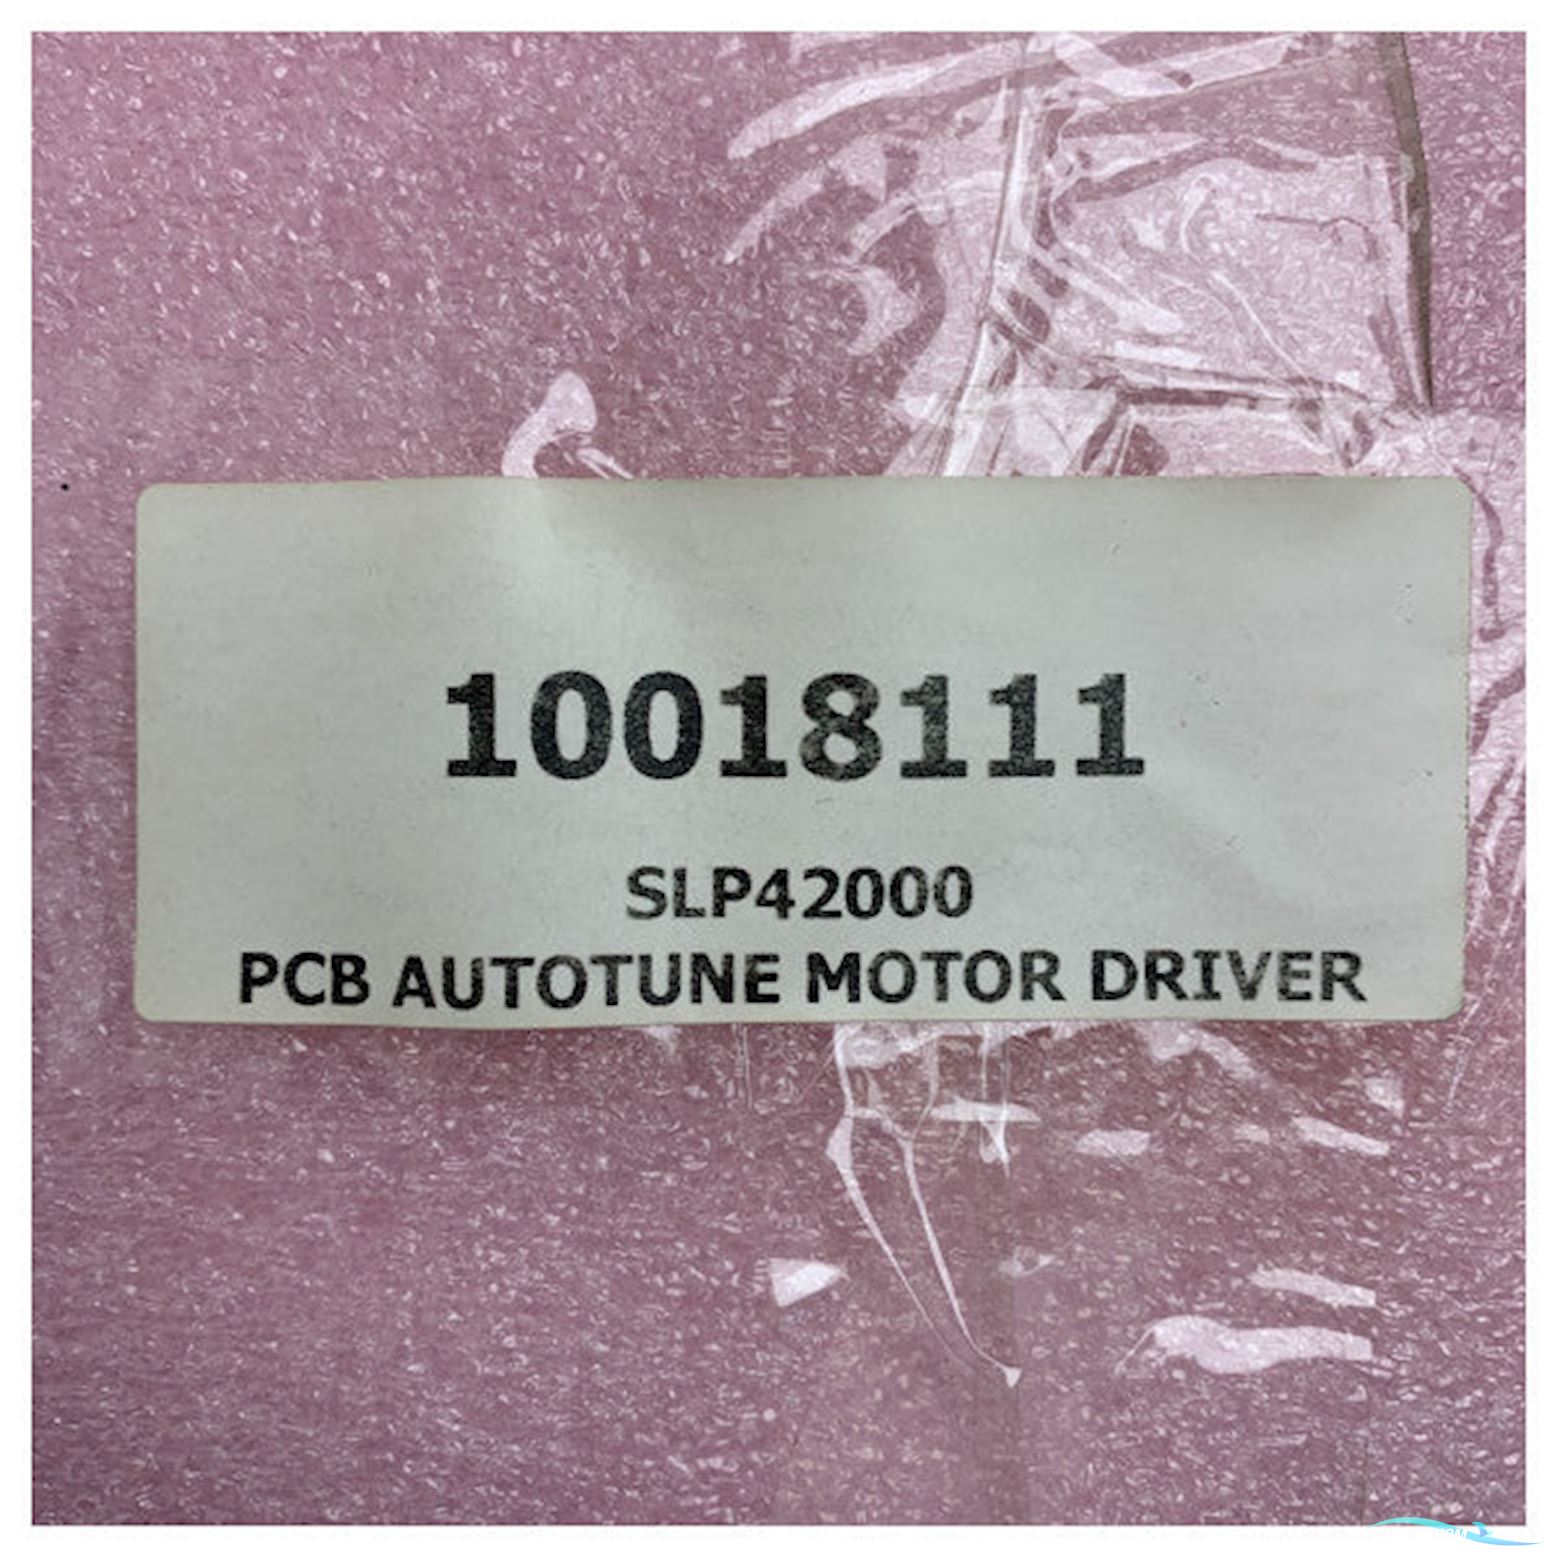 10018111
SLP42000
PCB AUTOTUNE MOTOR DRIVER